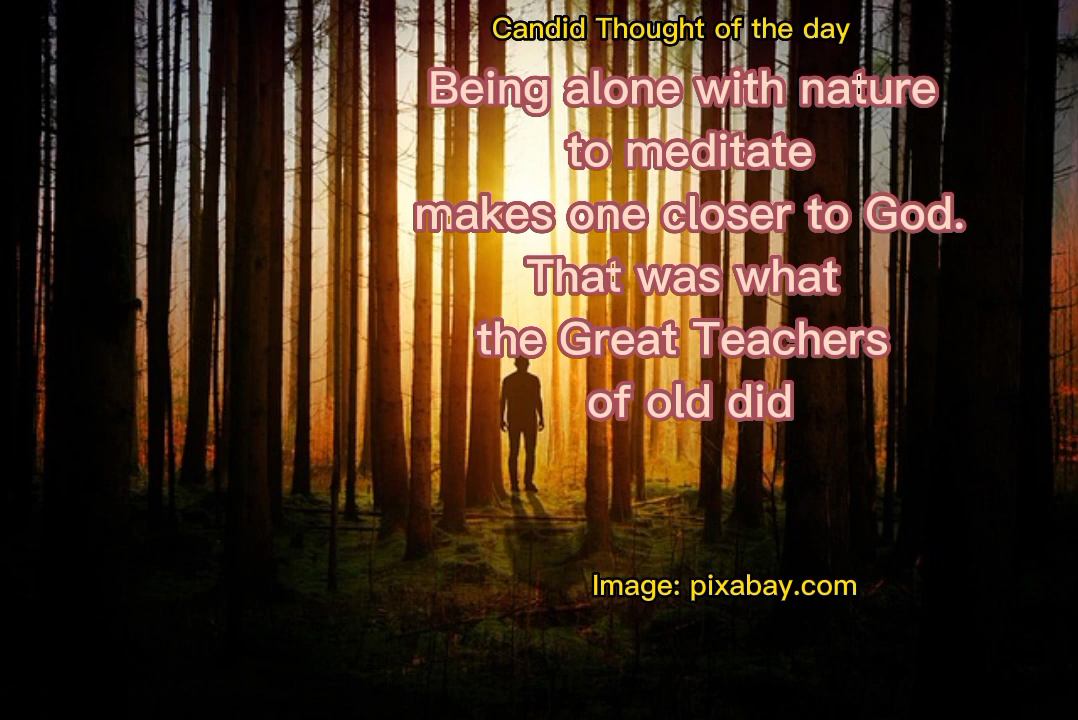 Candid Thought of the day
Being alone with nature
to meditate
makes one closer to God.
That was what
the Great Teachers
of old did
Image: pixabay.com